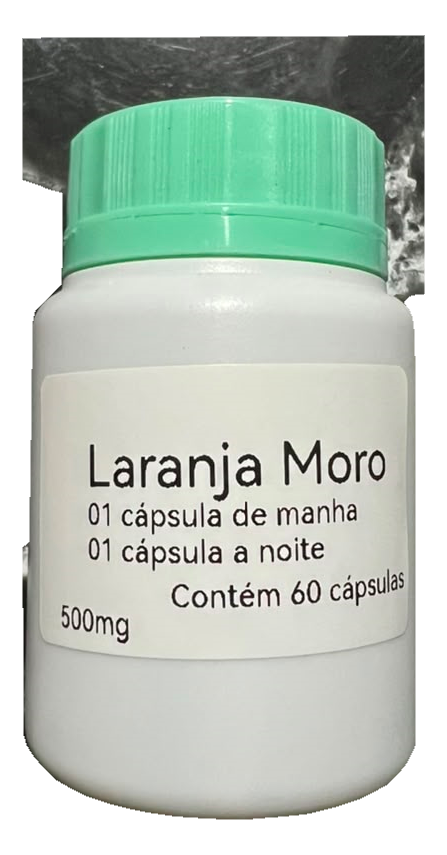 Laranja Moro
01 cápsula de manha
01 cápsula a noite
Contém 60 cápsulas
500mg